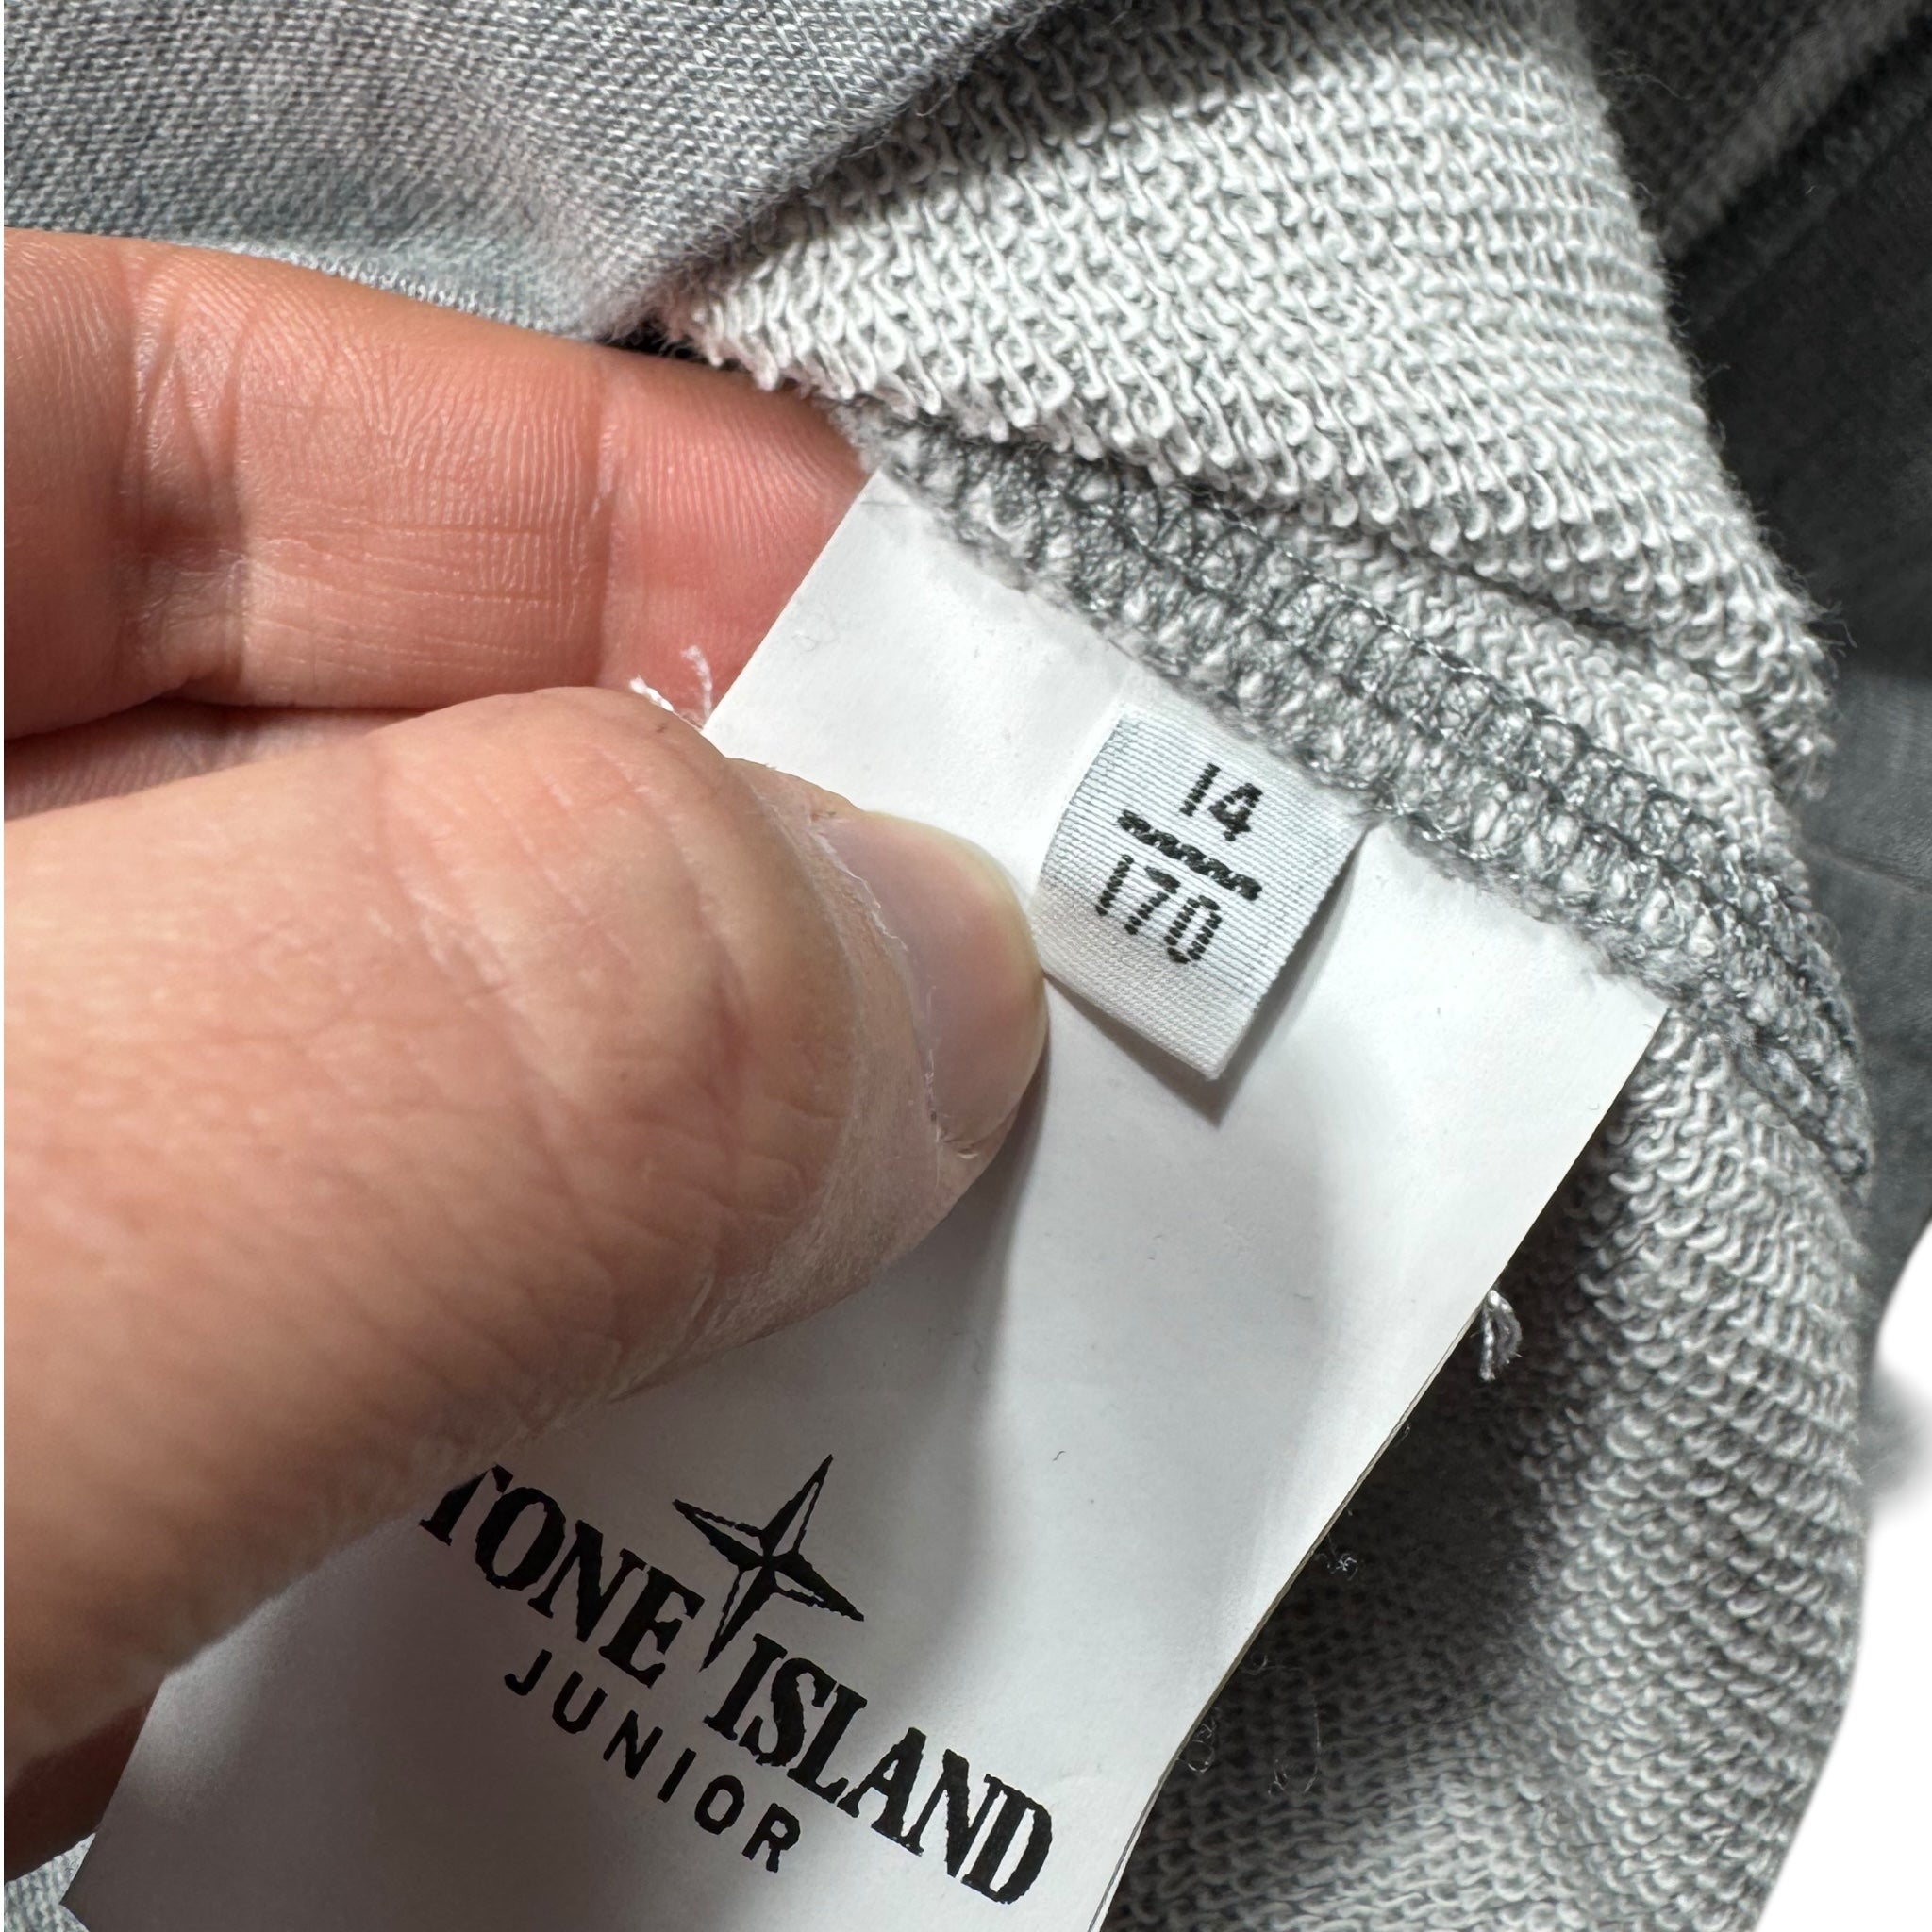 14
170
TONE ISLAND
JUNIOR